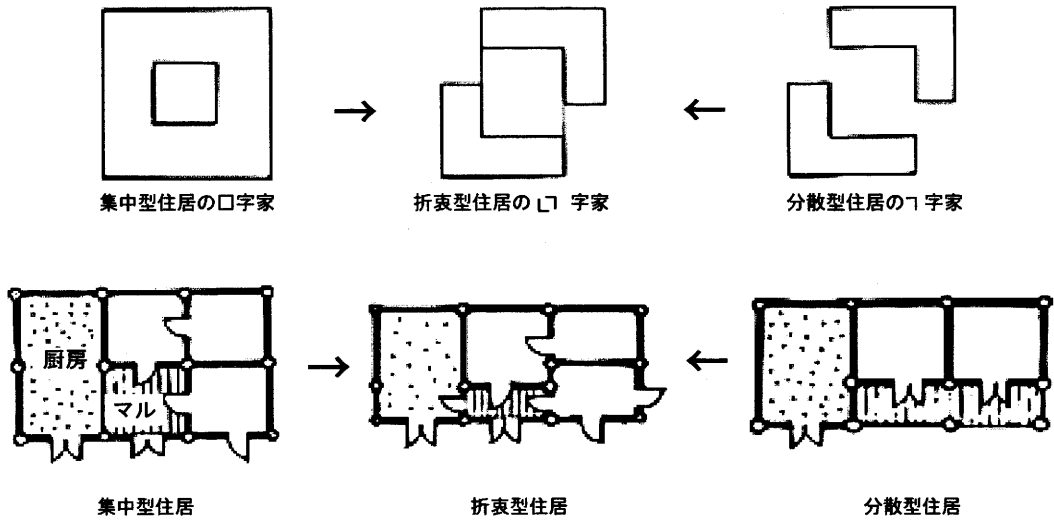 集中型住居の口字家
折衷型住居の ㄴㄱ 字家
分散型住居のㄱ字家
厨房
マル
集中型住居
折衷型住居
分散型住居